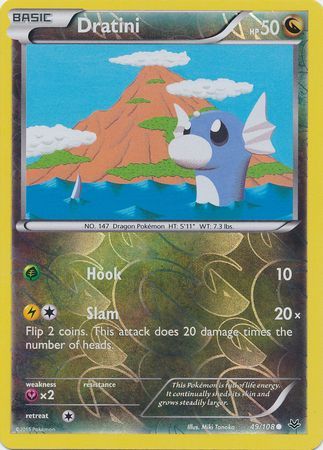 BASIC
Dratini
HP50
NO. 147 Dragon Pokémon HT: 5'11" WT: 7.3 lbs.
Hook 10
Slam 20×
Flip 2 coins. This attack does 20 damage times the
number of heads.
weakness resistance
×2
retreat
This Pokémon is full of life energy.
It continually sheds its skin and
grows steadily larger.
©2015 Pokémon
Illus. Miki Tanaka
49/108